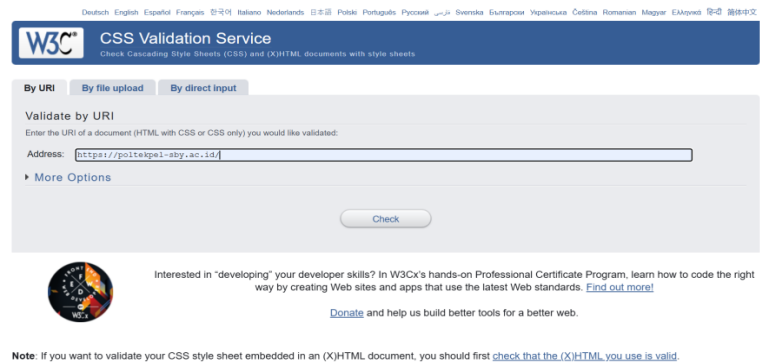 Deutsch English Español Français 한국어 Italiano Nederlands 日本語 Polski Português Русский فارسی Svenska Български Українська Čeština Romanian Magyar Ελληνικά हिन्दी 简体中文
W3C®
CSS Validation Service
Check Cascading Style Sheets (CSS) and (X)HTML documents with style sheets
By URI By file upload By direct input
Validate by URI
Enter the URI of a document (HTML with CSS or CSS only) you would like validated:
Address: https://poltekpel-sby.ac.id/
More Options
Check
Interested in “developing” your developer skills? In W3Cx's hands-on Professional Certificate Program, learn how to code the right
way by creating Web sites and apps that use the latest Web standards. Find out more!
W3Cx
Donate and help us build better tools for a better web.
Note: If you want to validate your CSS style sheet embedded in an (X)HTML document, you should first check that the (X)HTML you use is valid.